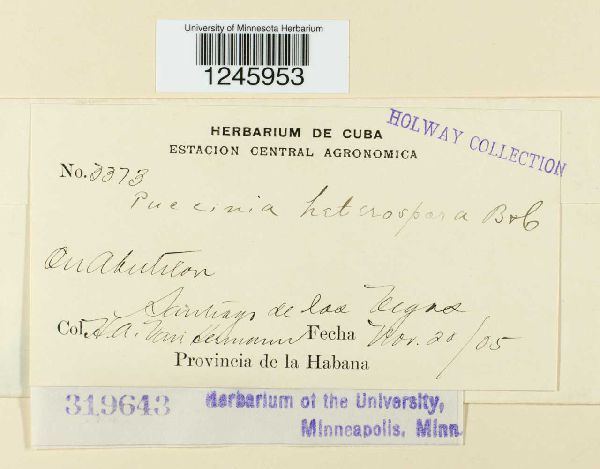 University of Minnesota Herbarium
1245953
HERBARIUM DE CUBA
ESTACION CENTRAL AGRONOMICA
HOLWAY COLLECTION
No. 3373
Puccinia heterospora B&C
On Abutilon
Santiago de las Vegas
Col. H. A. Van Hermann Fecha Nov. 20/05
Provincia de la Habana
319643 Herbarium of the University,
Minneapolis, Minn.